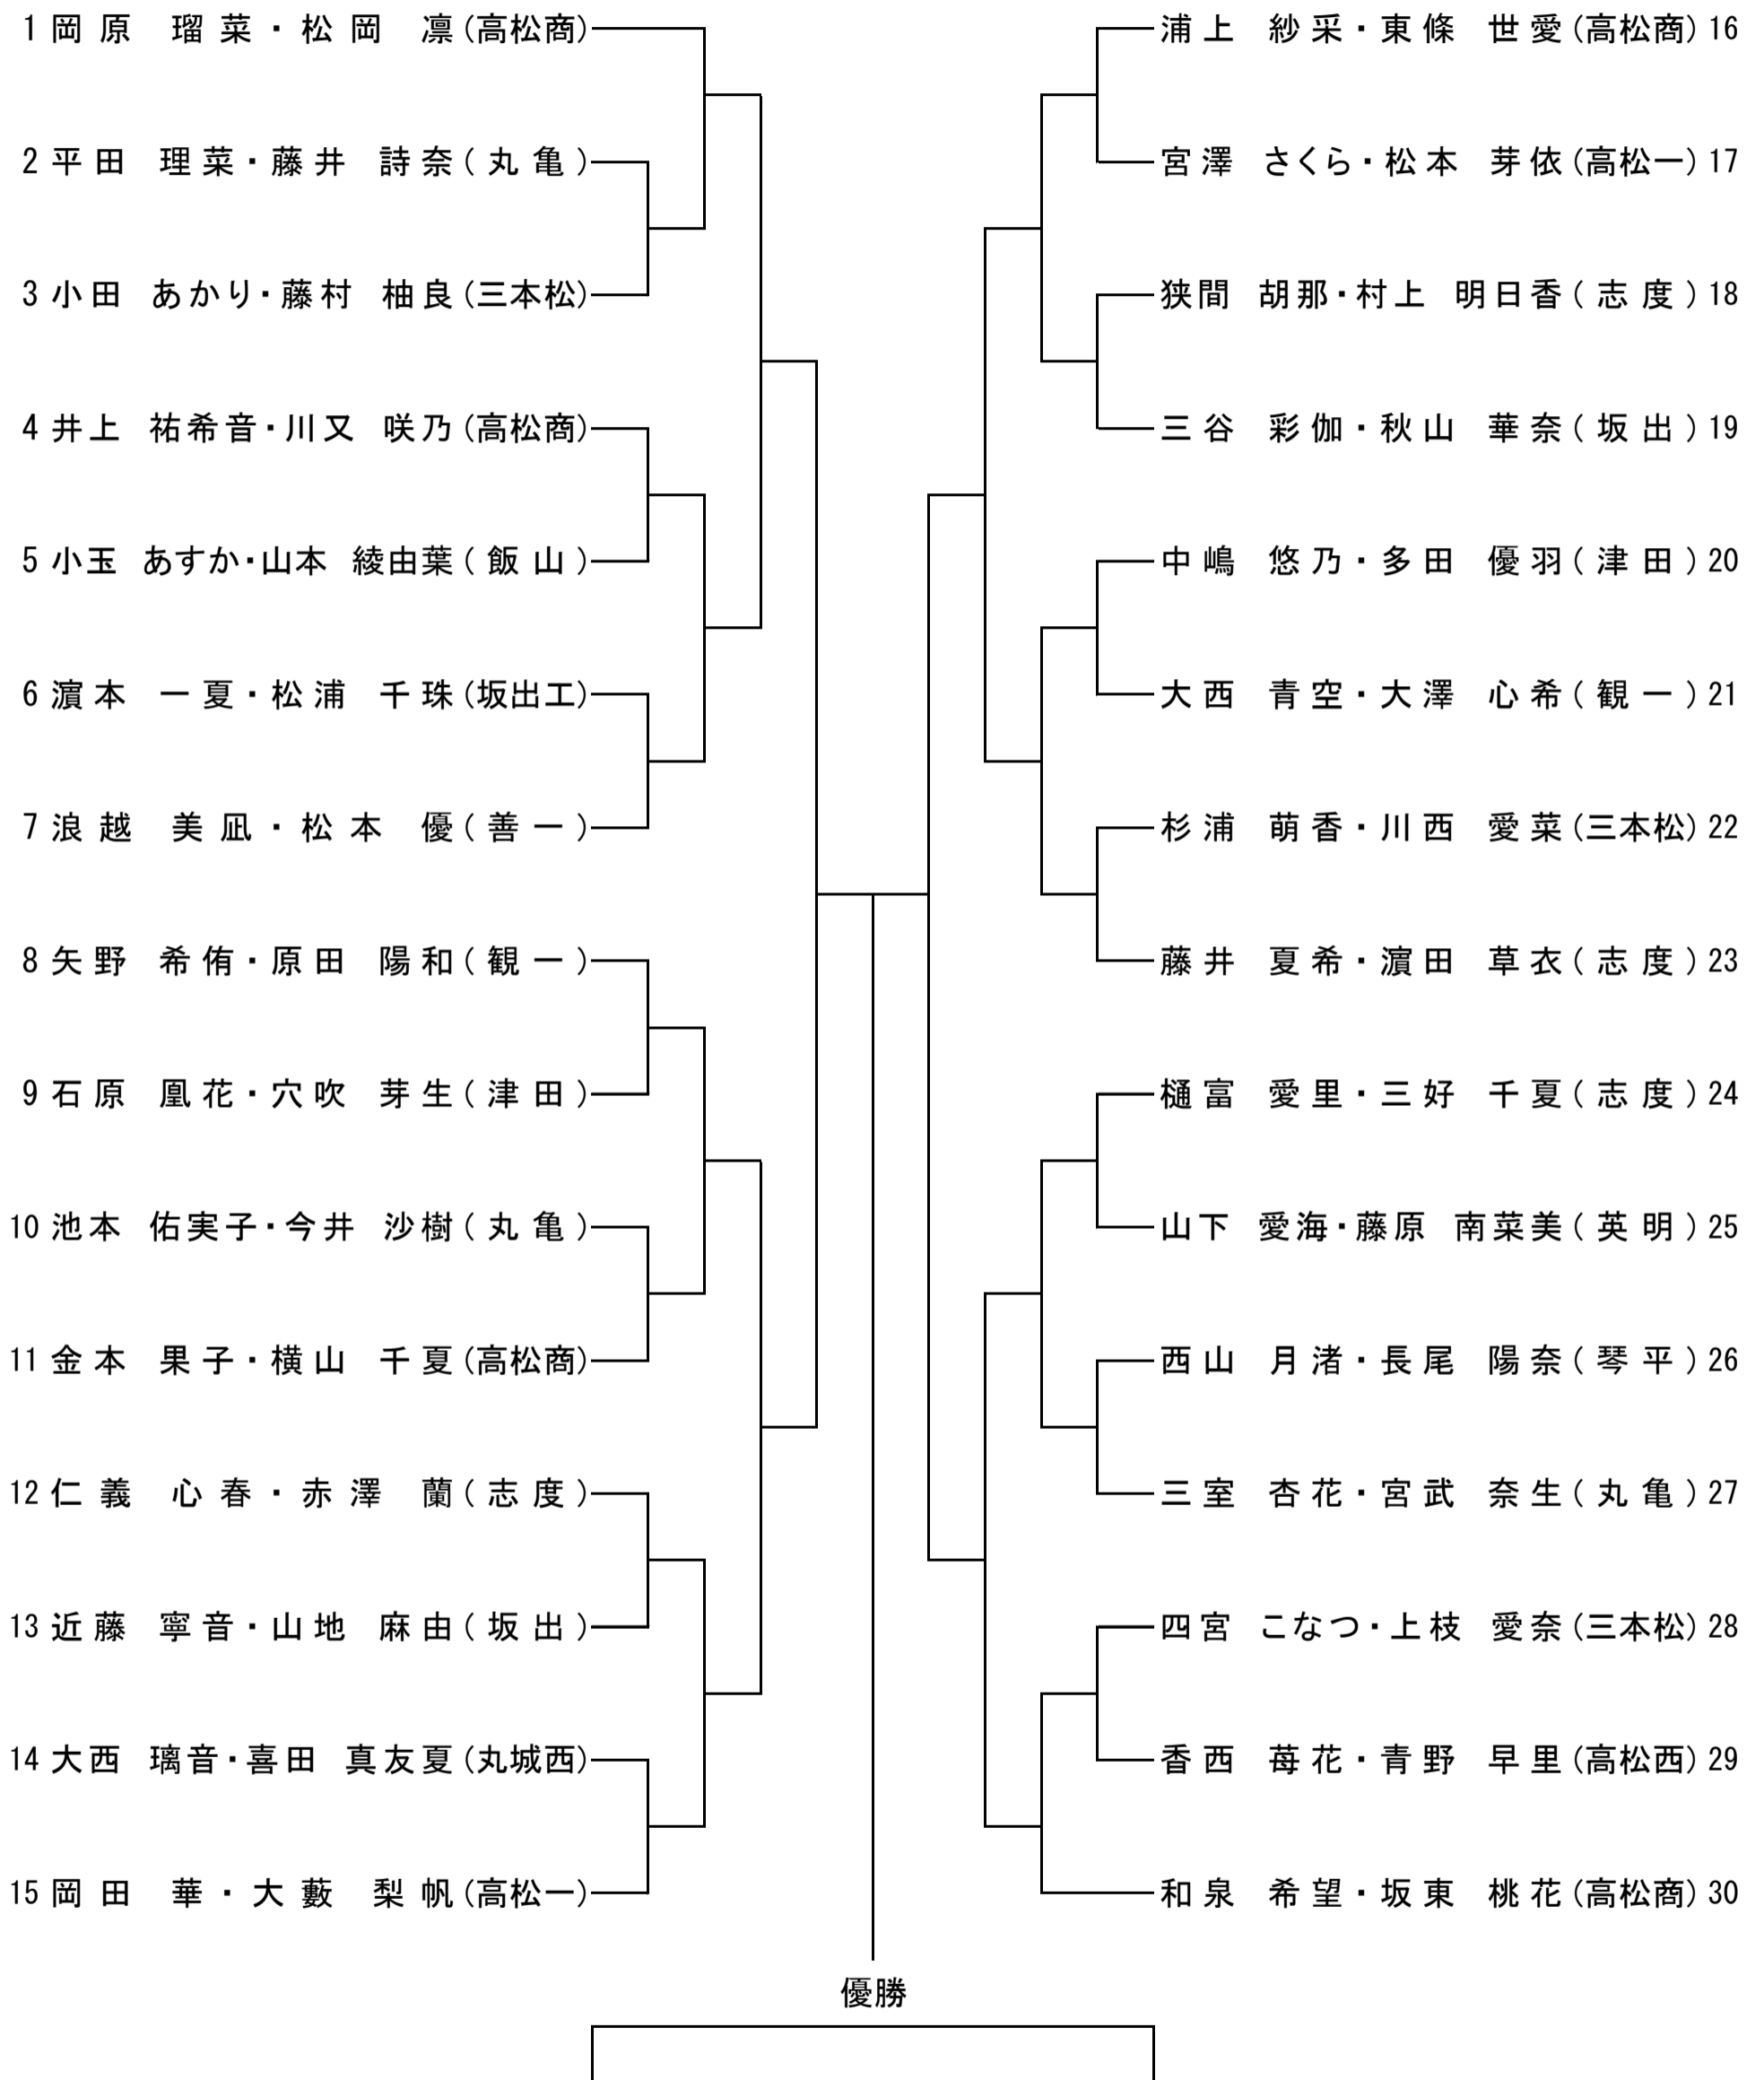 1 岡原 瑠菜・松岡 凛(高松商)
2 平田 理菜・藤井 詩奈(丸亀)
3 小田 あかり・藤村 柚良(三本松)
4 井上 祐希音・川又 咲乃(高松商)
5 小玉 あすか・山本 綾由葉(飯山)
6 濵本 一夏・松浦 千珠(坂出工)
7 浪越 美凪・松本 優(善一)
8 矢野 希侑・原田 陽和(観一)
9 石原 凰花・穴吹 芽生(津田)
10 池本 佑実子・今井 沙樹(丸亀)
11 金本 果子・横山 千夏(高松商)
12 仁義 心春・赤澤 蘭(志度)
13 近藤 寧音・山地 麻由(坂出)
14 大西 璃音・喜田 真友夏(丸城西)
15 岡田 華・大藪 梨帆(高松一)
浦上 紗采・東條 世愛(高松商) 16
宮澤 さくら・松本 芽依(高松一) 17
狭間 胡那・村上 明日香(志度) 18
三谷 彩伽・秋山 華奈(坂出) 19
中嶋 悠乃・多田 優羽(津田) 20
大西 青空・大澤 心希(観一) 21
杉浦 萌香・川西 愛菜(三本松) 22
藤井 夏希・濵田 草衣(志度) 23
樋富 愛里・三好 千夏(志度) 24
山下 愛海・藤原 南菜美(英明) 25
西山 月渚・長尾 陽奈(琴平) 26
三室 杏花・宮武 奈生(丸亀) 27
四宮 こなつ・上枝 愛奈(三本松) 28
香西 苺花・青野 早里(高松西) 29
和泉 希望・坂東 桃花(高松商) 30
優勝